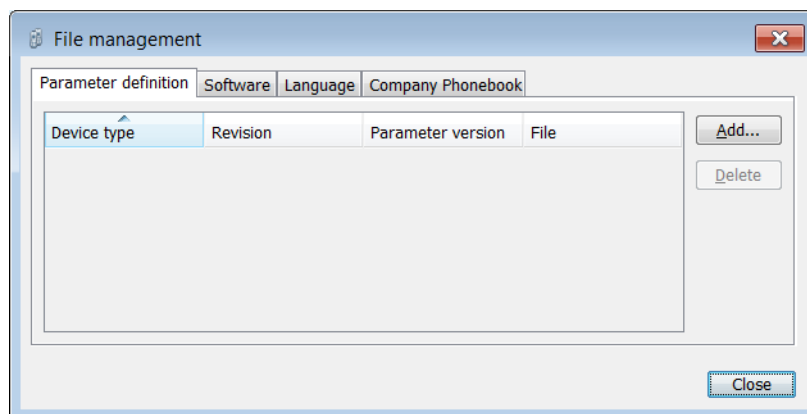 File management
Parameter definition Software Language Company Phonebook
Device type Revision Parameter version File
Add...
Delete
Close